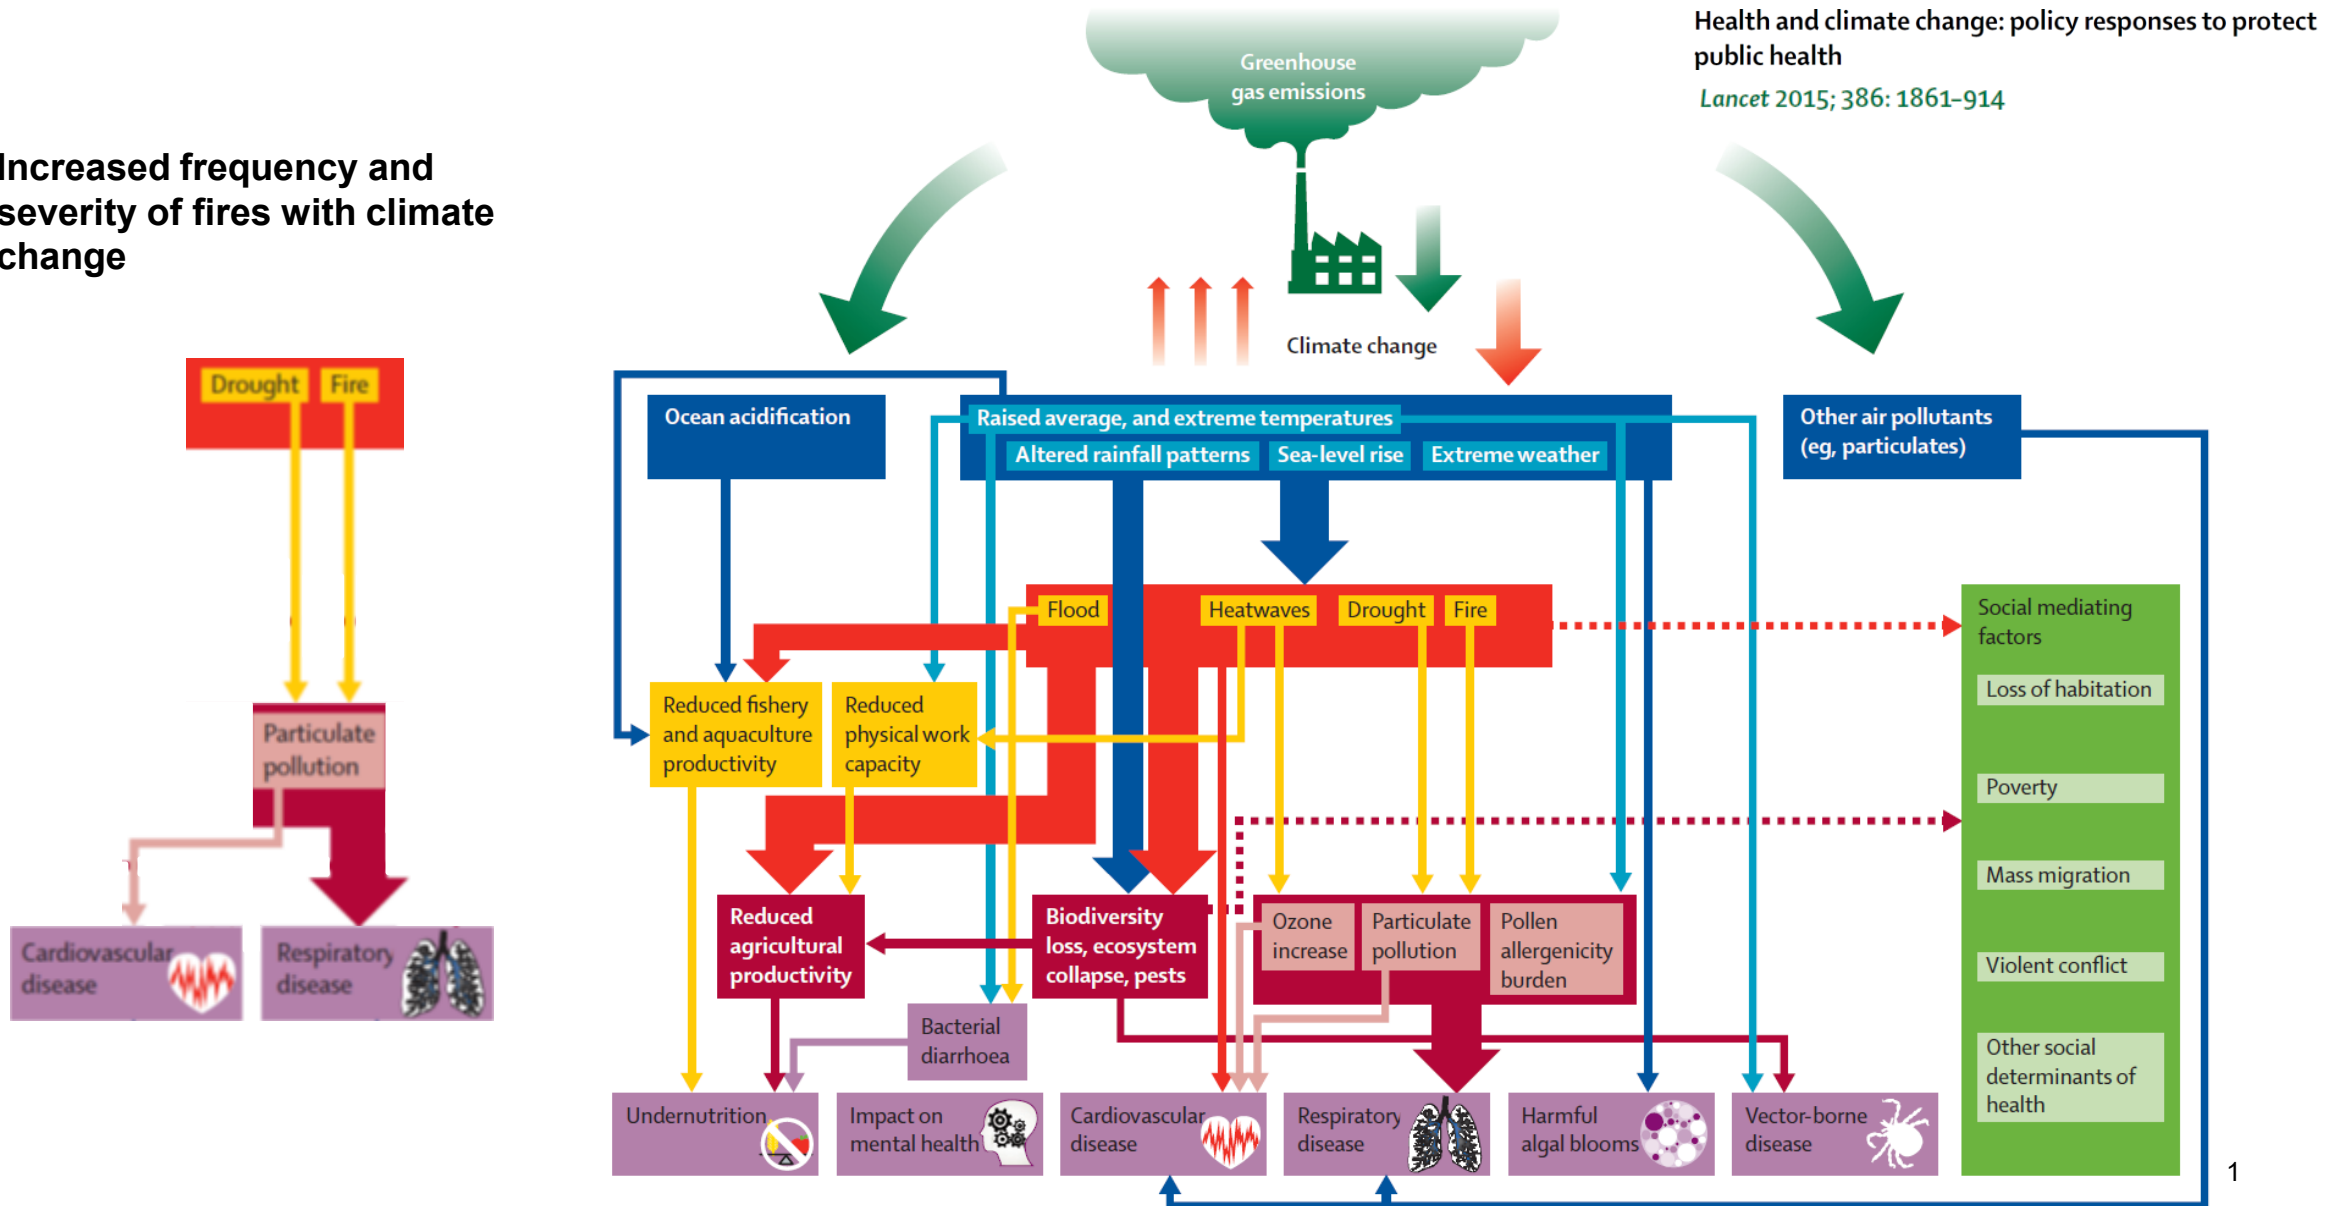 Increased frequency and
severity of fires with climate
change
Drought Fire
Particulate
pollution
Cardiovascular
disease
Respiratory
disease
Health and climate change: policy responses to protect
public health
Lancet 2015; 386: 1861–914
Greenhouse
gas emissions
Climate change
Ocean acidification
Raised average, and extreme temperatures
Altered rainfall patterns Sea-level rise Extreme weather
Other air pollutants
(eg, particulates)
Flood Heatwaves Drought Fire
Reduced fishery
and aquaculture
productivity
Reduced
physical work
capacity
Reduced
agricultural
productivity
Biodiversity
loss, ecosystem
collapse, pests
Ozone
increase
Particulate
pollution
Pollen
allergenicity
burden
Bacterial
diarrhoea
Undernutrition
Impact on
mental health
Cardiovascular
disease
Respiratory
disease
Harmful
algal blooms
Vector-borne
disease
Social mediating
factors
Loss of habitation
Poverty
Mass migration
Violent conflict
Other social
determinants of
health
1